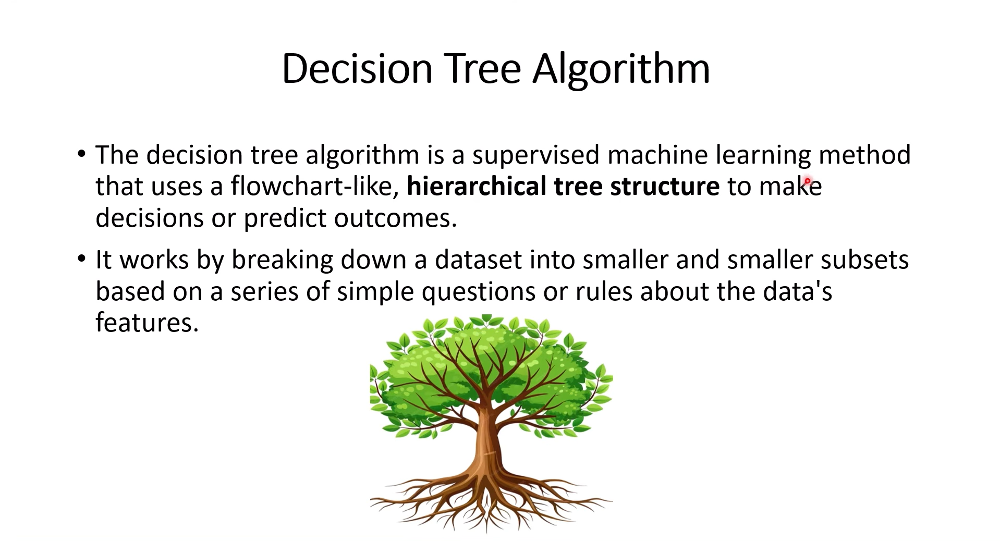 Decision Tree Algorithm
• The decision tree algorithm is a supervised machine learning method
that uses a flowchart-like, hierarchical tree structure to make
decisions or predict outcomes.
• It works by breaking down a dataset into smaller and smaller subsets
based on a series of simple questions or rules about the data's
features.